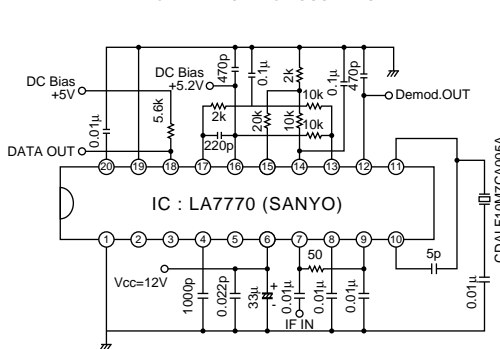 DC Bias
+5V
DC Bias
+5.2V
470p
0.1µ
2k
0.1µ
470p
Demod.OUT
5.6k
0.01µ
2k
10k
20k
10k
10k
220p
DATA OUT
20
19
18
17
16
15
14
13
12
11
IC : LA7770 (SANYO)
1
2
3
4
5
6
7
8
9
10
Vcc=12V
50
5p
1000p
0.022p
33µ
+
-
0.01µ
0.01µ
0.01µ
0.01µ
IF IN